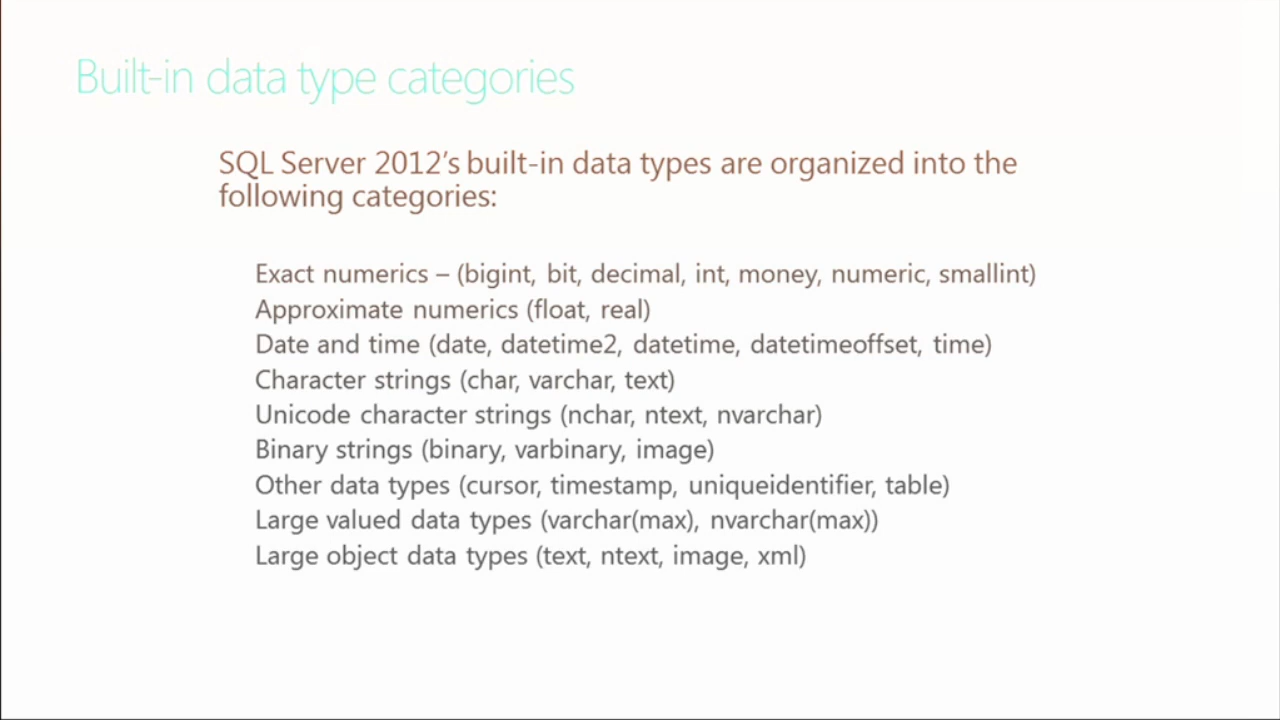 Built-in data type categories
SQL Server 2012's built-in data types are organized into the
following categories:
Exact numerics – (bigint, bit, decimal, int, money, numeric, smallint)
Approximate numerics (float, real)
Date and time (date, datetime2, datetime, datetimeoffset, time)
Character strings (char, varchar, text)
Unicode character strings (nchar, ntext, nvarchar)
Binary strings (binary, varbinary, image)
Other data types (cursor, timestamp, uniqueidentifier, table)
Large valued data types (varchar(max), nvarchar(max))
Large object data types (text, ntext, image, xml)